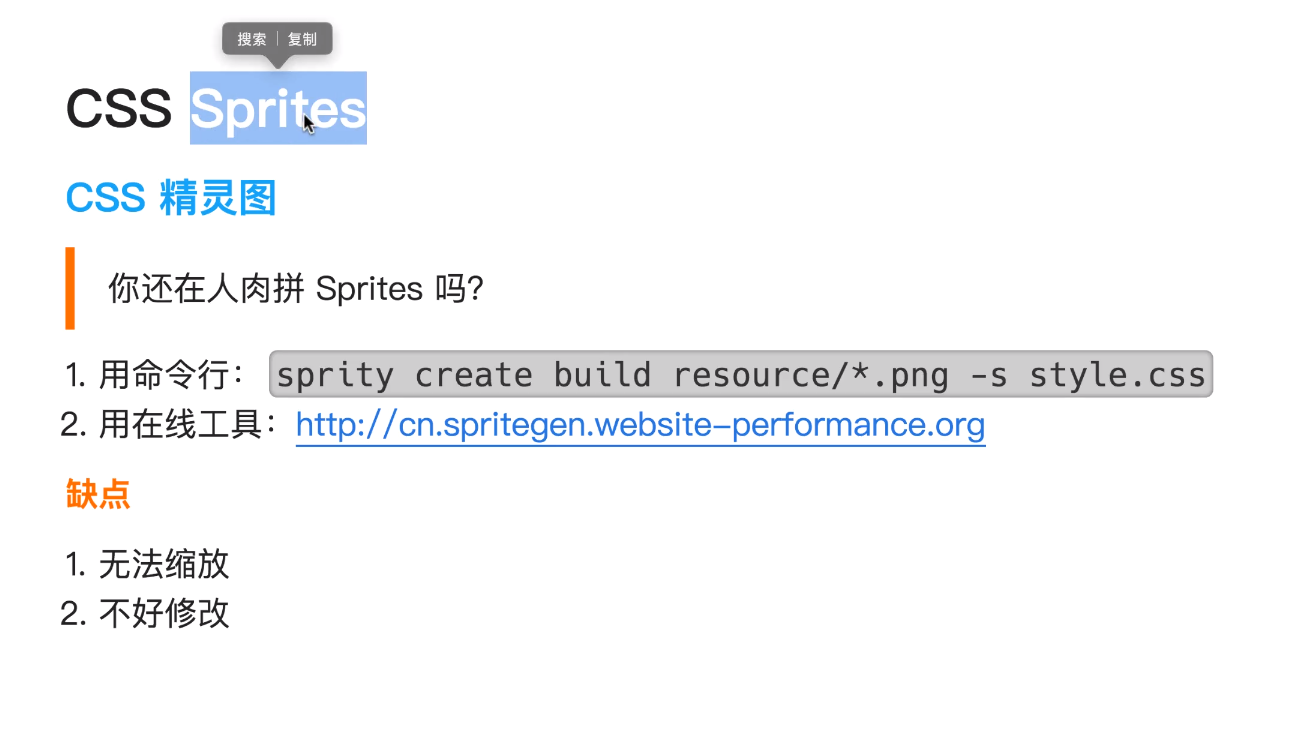 搜索 复制
CSS Sprites
CSS 精灵图
你还在人肉拼 Sprites 吗?
1. 用命令行： sprity create build resource/*.png -s style.css
2. 用在线工具：http://cn.spritegen.website-performance.org
缺点
1. 无法缩放
2. 不好修改